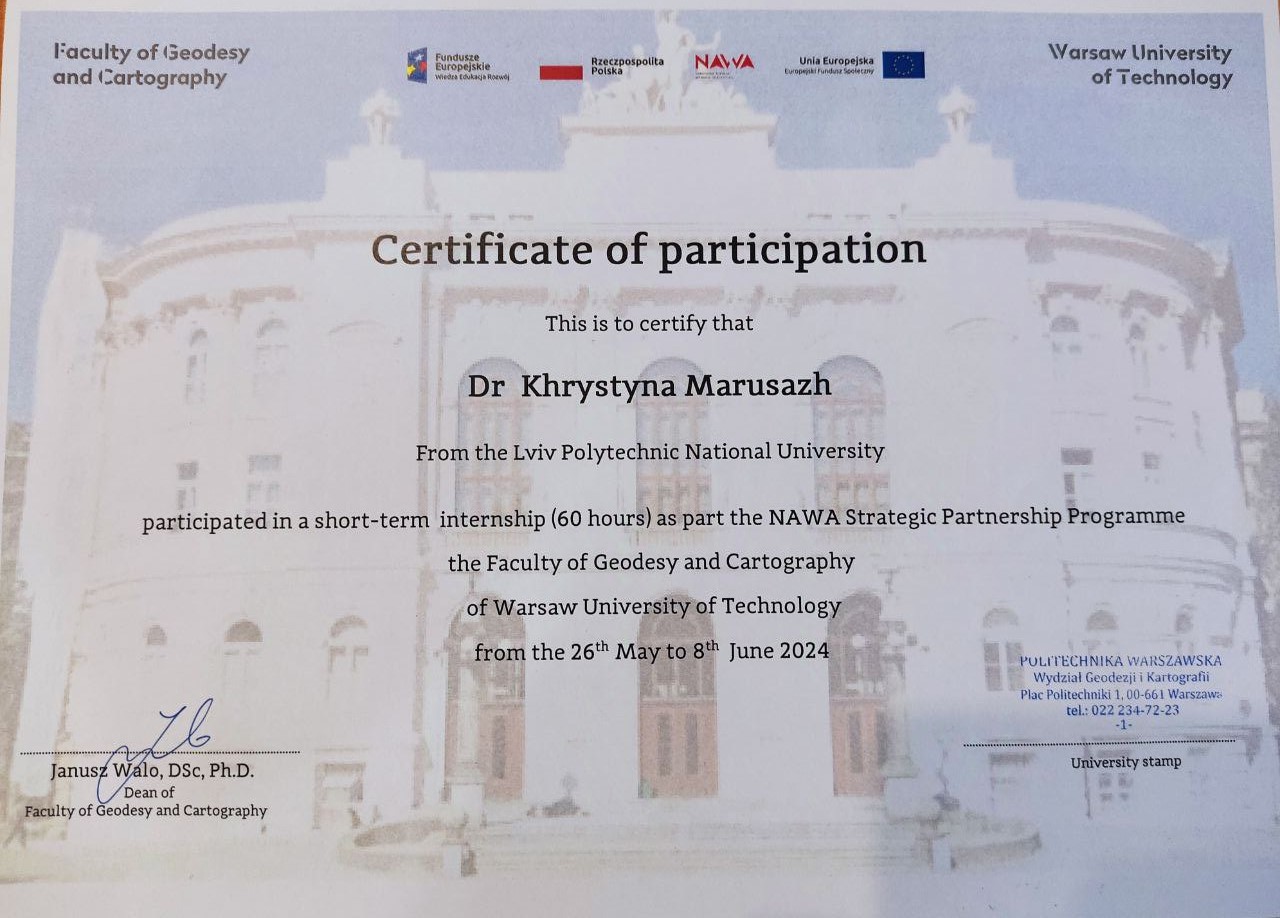 Faculty of Geodesy
and Cartography
Fundusze
Europejskie
Wiedza Edukacja Rozwój
Rzeczpospolita
Polska
NAWA
Unia Europejska
Europejski Fundusz Społeczny
Warsaw University
of Technology
Certificate of participation
This is to certify that
Dr Khrystyna Marusazh
From the Lviv Polytechnic National University
participated in a short-term internship (60 hours) as part the NAWA Strategic Partnership Programme
the Faculty of Geodesy and Cartography
of Warsaw University of Technology
from the 26th May to 8th June 2024
POLITECHNIKA WARSZAWSKA
Wydział Geodezji i Kartografii
Plac Politechniki 1, 00-661 Warszawa
tel.: 022 234-72-23
-1-
University stamp
Janusz Walo, DSc, Ph.D.
Dean of
Faculty of Geodesy and Cartography